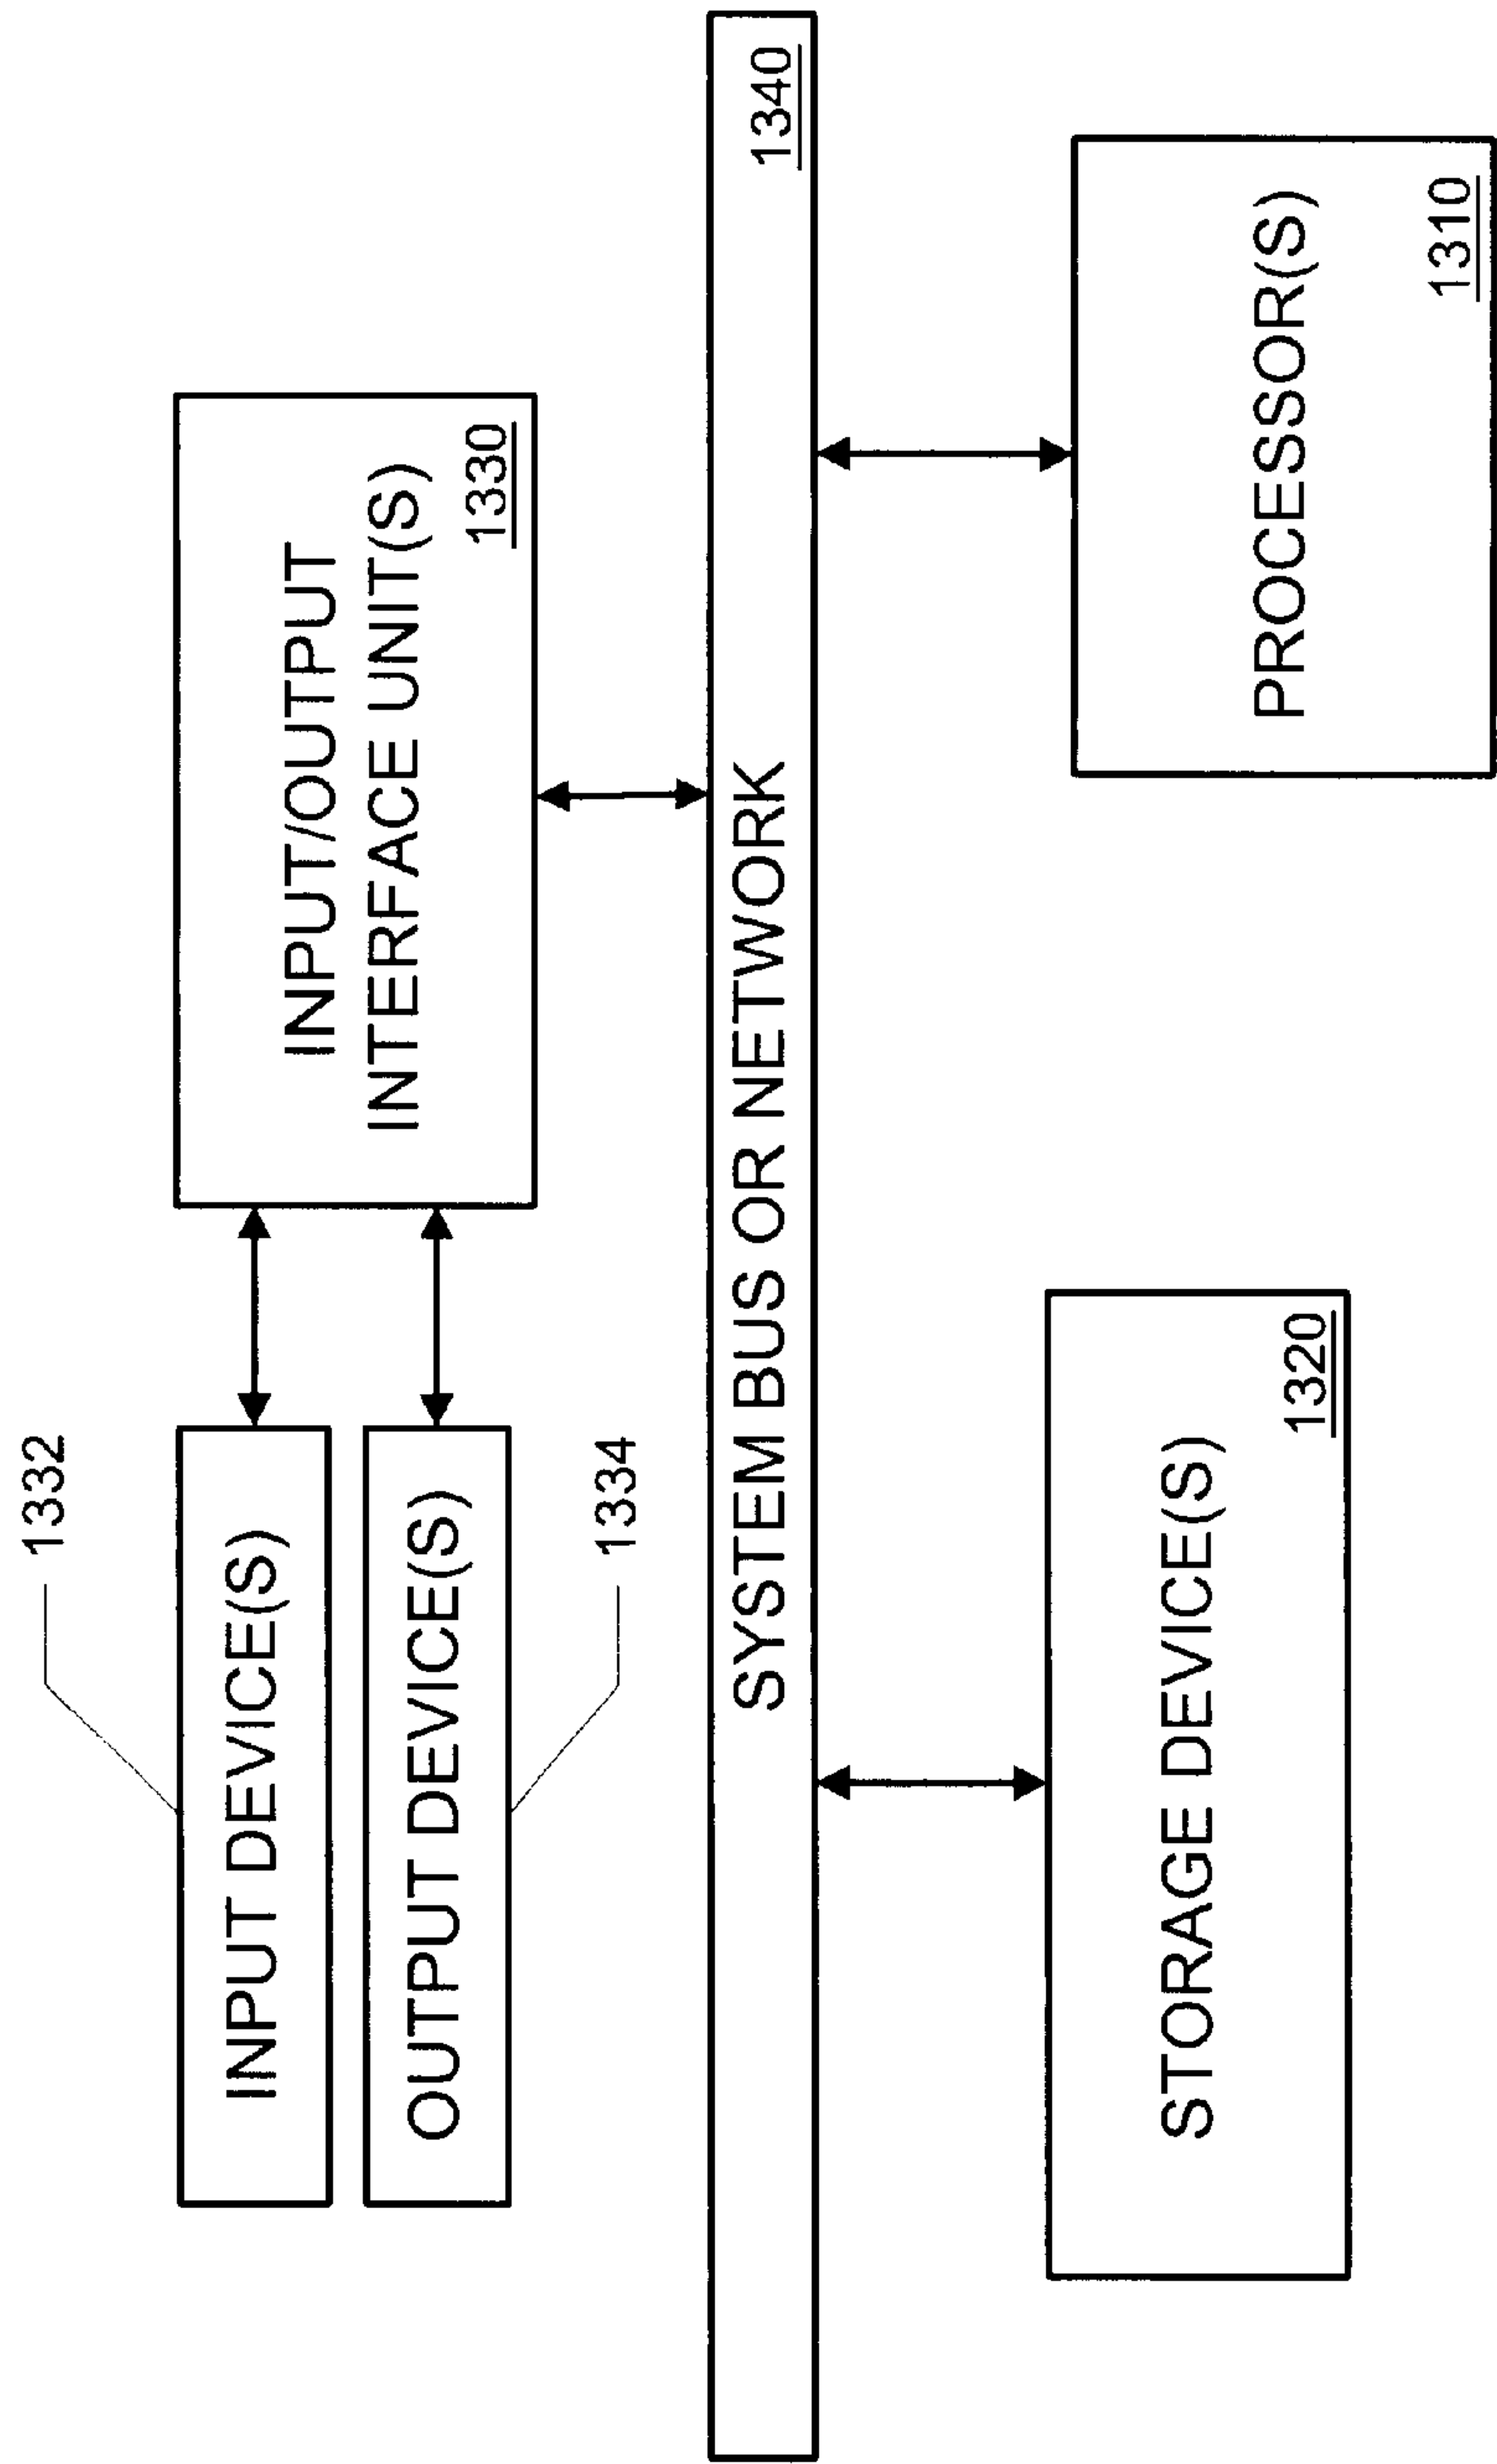 1332
INPUT DEVICE(S)
OUTPUT DEVICE(S)
1334
INPUT/OUTPUT
INTERFACE UNIT(S)
1330
SYSTEM BUS OR NETWORK
1340
STORAGE DEVICE(S)
1320
PROCESSOR(S)
1310